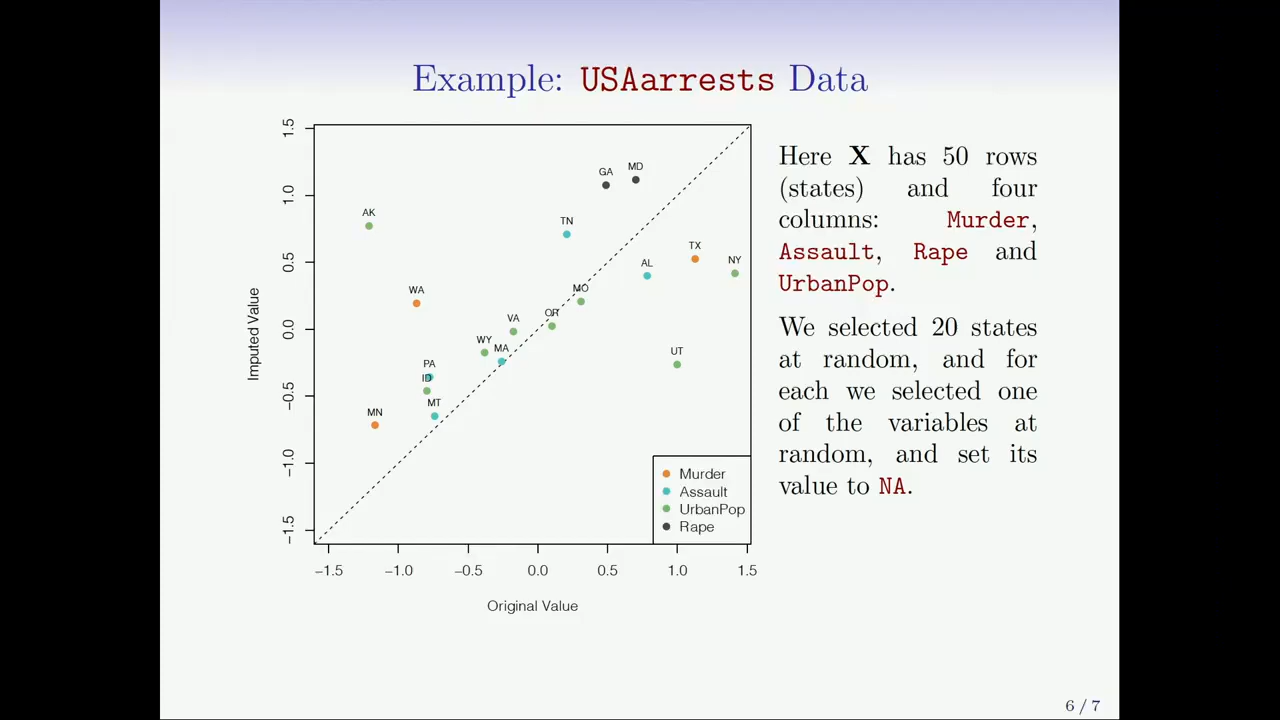 Example: USAarrests Data
Imputed Value
1.5
1.0
0.5
0.0
−0.5
−1.0
−1.5
GA
MD
AK
TN
TX
NY
AL
WA
MO
OR
VA
WY
MA
UT
PA
ID
MT
MN
Murder
Assault
UrbanPop
Rape
−1.5
−1.0
−0.5
0.0
0.5
1.0
1.5
Original Value
Here X has 50 rows
(states) and four
columns: Murder,
Assault, Rape and
UrbanPop.
We selected 20 states
at random, and for
each we selected one
of the variables at
random, and set its
value to NA.
6 / 7